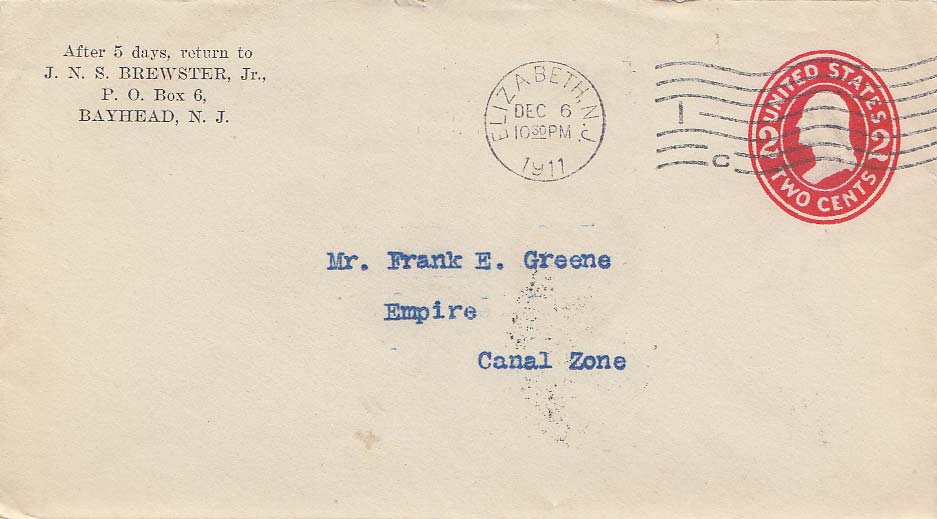 After 5 days, return to
J. N. S. BREWSTER, Jr.,
P. O. Box 6,
BAYHEAD, N. J.
ELIZABETH, N.J.
DEC 6
10 30 PM
1911
1
C
UNITED STATES
2 2
TWO CENTS
Mr. Frank E. Greene
Empire
Canal Zone